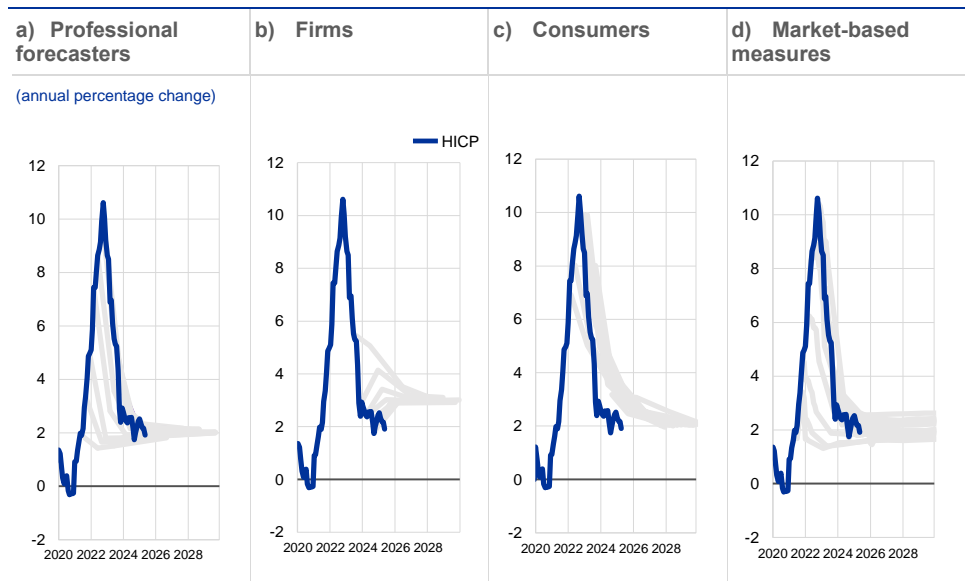 a) Professional
forecasters
b) Firms
c) Consumers
d) Market-based
measures
(annual percentage change)
HICP
12
10
8
6
4
2
0
-2
2020 2022 2024 2026 2028
12
10
8
6
4
2
0
-2
2020 2022 2024 2026 2028
12
10
8
6
4
2
0
-2
2020 2022 2024 2026 2028
12
10
8
6
4
2
0
-2
2020 2022 2024 2026 2028